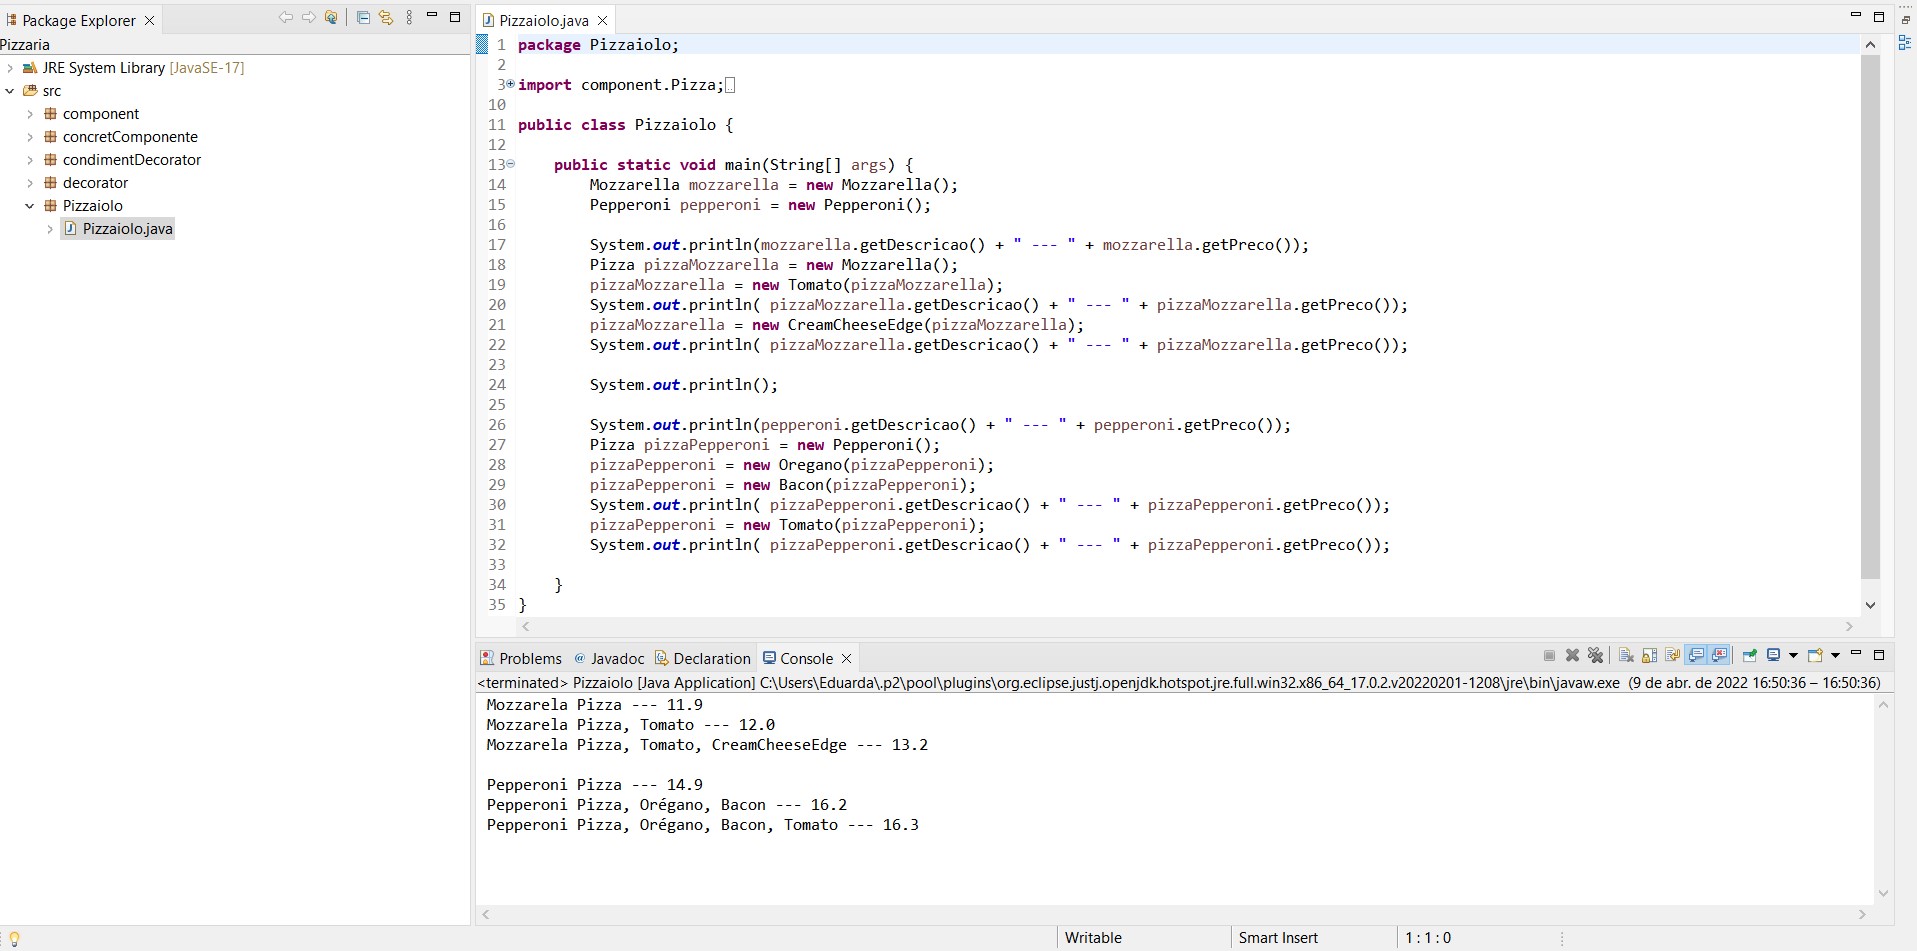 Package Explorer
Pizzaria
JRE System Library [JavaSE-17]
src
component
concretComponente
condimentDecorator
decorator
Pizzaiolo
Pizzaiolo.java
Pizzaiolo.java
1 package Pizzaiolo;
2
3 import component.Pizza;
10
11 public class Pizzaiolo {
12
13     public static void main(String[] args) {
14         Mozzarella mozzarella = new Mozzarella();
15         Pepperoni pepperoni = new Pepperoni();
16
17         System.out.println(mozzarella.getDescricao() + " --- " + mozzarella.getPreco());
18         Pizza pizzaMozzarella = new Mozzarella();
19         pizzaMozzarella = new Tomato(pizzaMozzarella);
20         System.out.println( pizzaMozzarella.getDescricao() + " --- " + pizzaMozzarella.getPreco());
21         pizzaMozzarella = new CreamCheeseEdge(pizzaMozzarella);
22         System.out.println( pizzaMozzarella.getDescricao() + " --- " + pizzaMozzarella.getPreco());
23
24         System.out.println();
25
26         System.out.println(pepperoni.getDescricao() + " --- " + pepperoni.getPreco());
27         Pizza pizzaPepperoni = new Pepperoni();
28         pizzaPepperoni = new Oregano(pizzaPepperoni);
29         pizzaPepperoni = new Bacon(pizzaPepperoni);
30         System.out.println( pizzaPepperoni.getDescricao() + " --- " + pizzaPepperoni.getPreco());
31         pizzaPepperoni = new Tomato(pizzaPepperoni);
32         System.out.println( pizzaPepperoni.getDescricao() + " --- " + pizzaPepperoni.getPreco());
33
34     }
35 }
Problems @ Javadoc Declaration Console
<terminated> Pizzaiolo [Java Application] C:\Users\Eduarda\.p2\pool\plugins\org.eclipse.justj.openjdk.hotspot.jre.full.win32.x86_64_17.0.2.v20220201-1208\jre\bin\javaw.exe (9 de abr. de 2022 16:50:36 – 16:50:36)
Mozzarela Pizza --- 11.9
Mozzarela Pizza, Tomato --- 12.0
Mozzarela Pizza, Tomato, CreamCheeseEdge --- 13.2

Pepperoni Pizza --- 14.9
Pepperoni Pizza, Orégano, Bacon --- 16.2
Pepperoni Pizza, Orégano, Bacon, Tomato --- 16.3
Writable Smart Insert 1 : 1 : 0